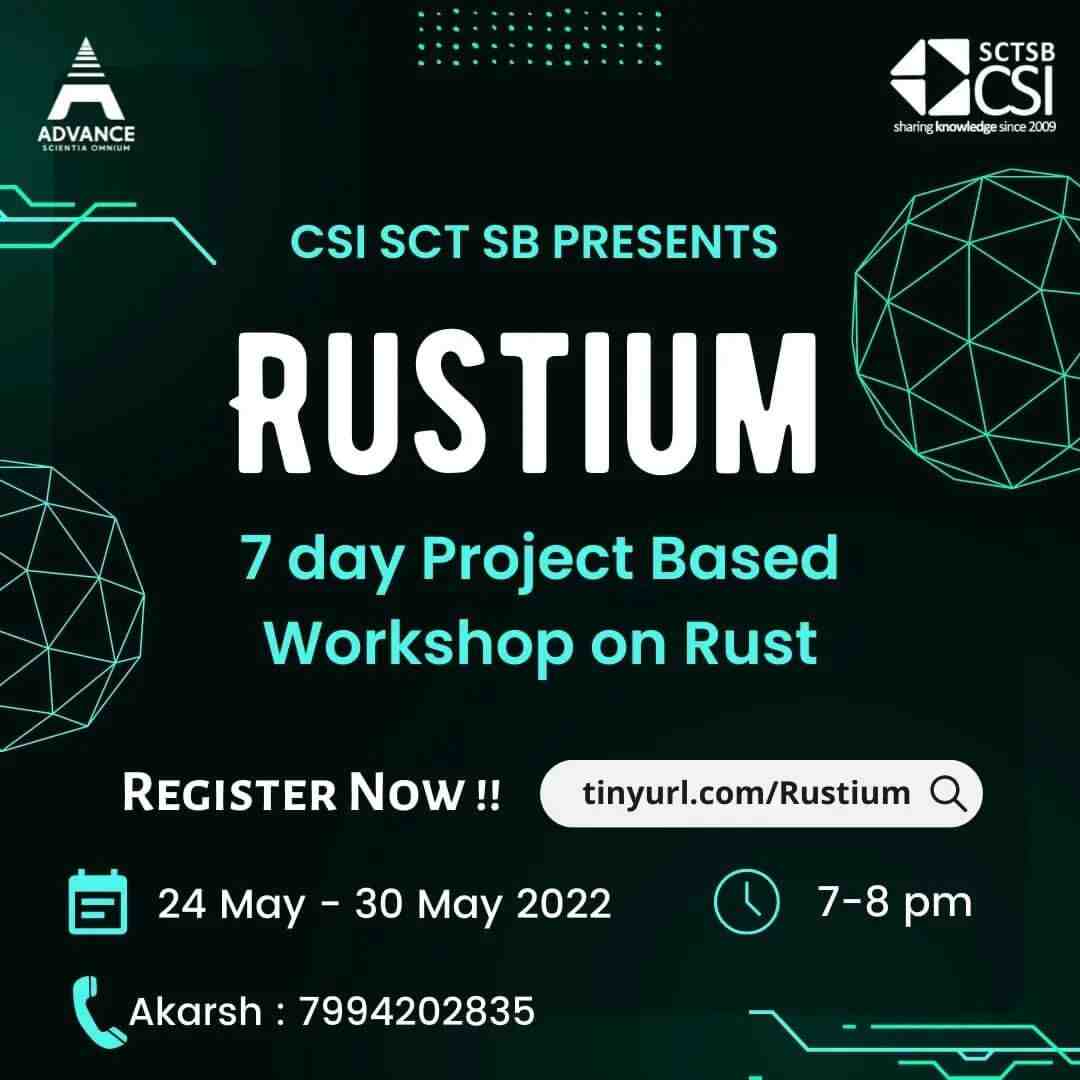 ADVANCE
SCIENTIA OMNIUM
SCTSB
CSI
sharing knowledge since 2009
CSI SCT SB PRESENTS
RUSTIUM
7 day Project Based
Workshop on Rust
REGISTER NOW !!
tinyurl.com/Rustium
24 May - 30 May 2022
7-8 pm
Akarsh : 7994202835